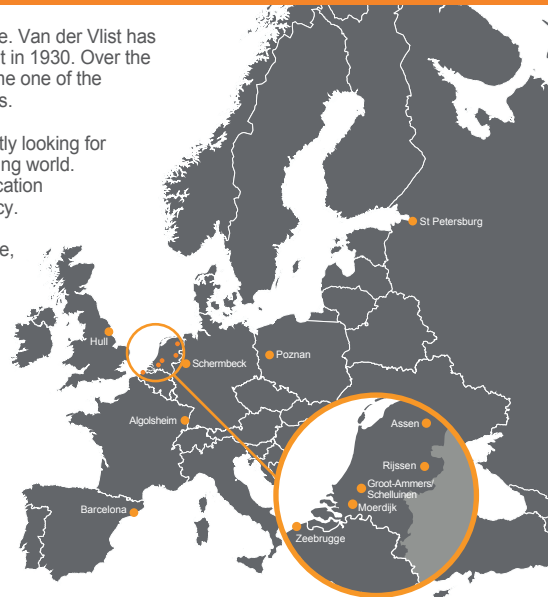 e. Van der Vlist has
t in 1930. Over the
ne one of the
s.
tly looking for
ing world.
cation
cy.
e,
St Petersburg
Hull
Schermbeck
Poznan
Algolsheim
Assen
Rijssen
Groot-Ammers/
Schelluinen
Moerdijk
Barcelona
Zeebrugge